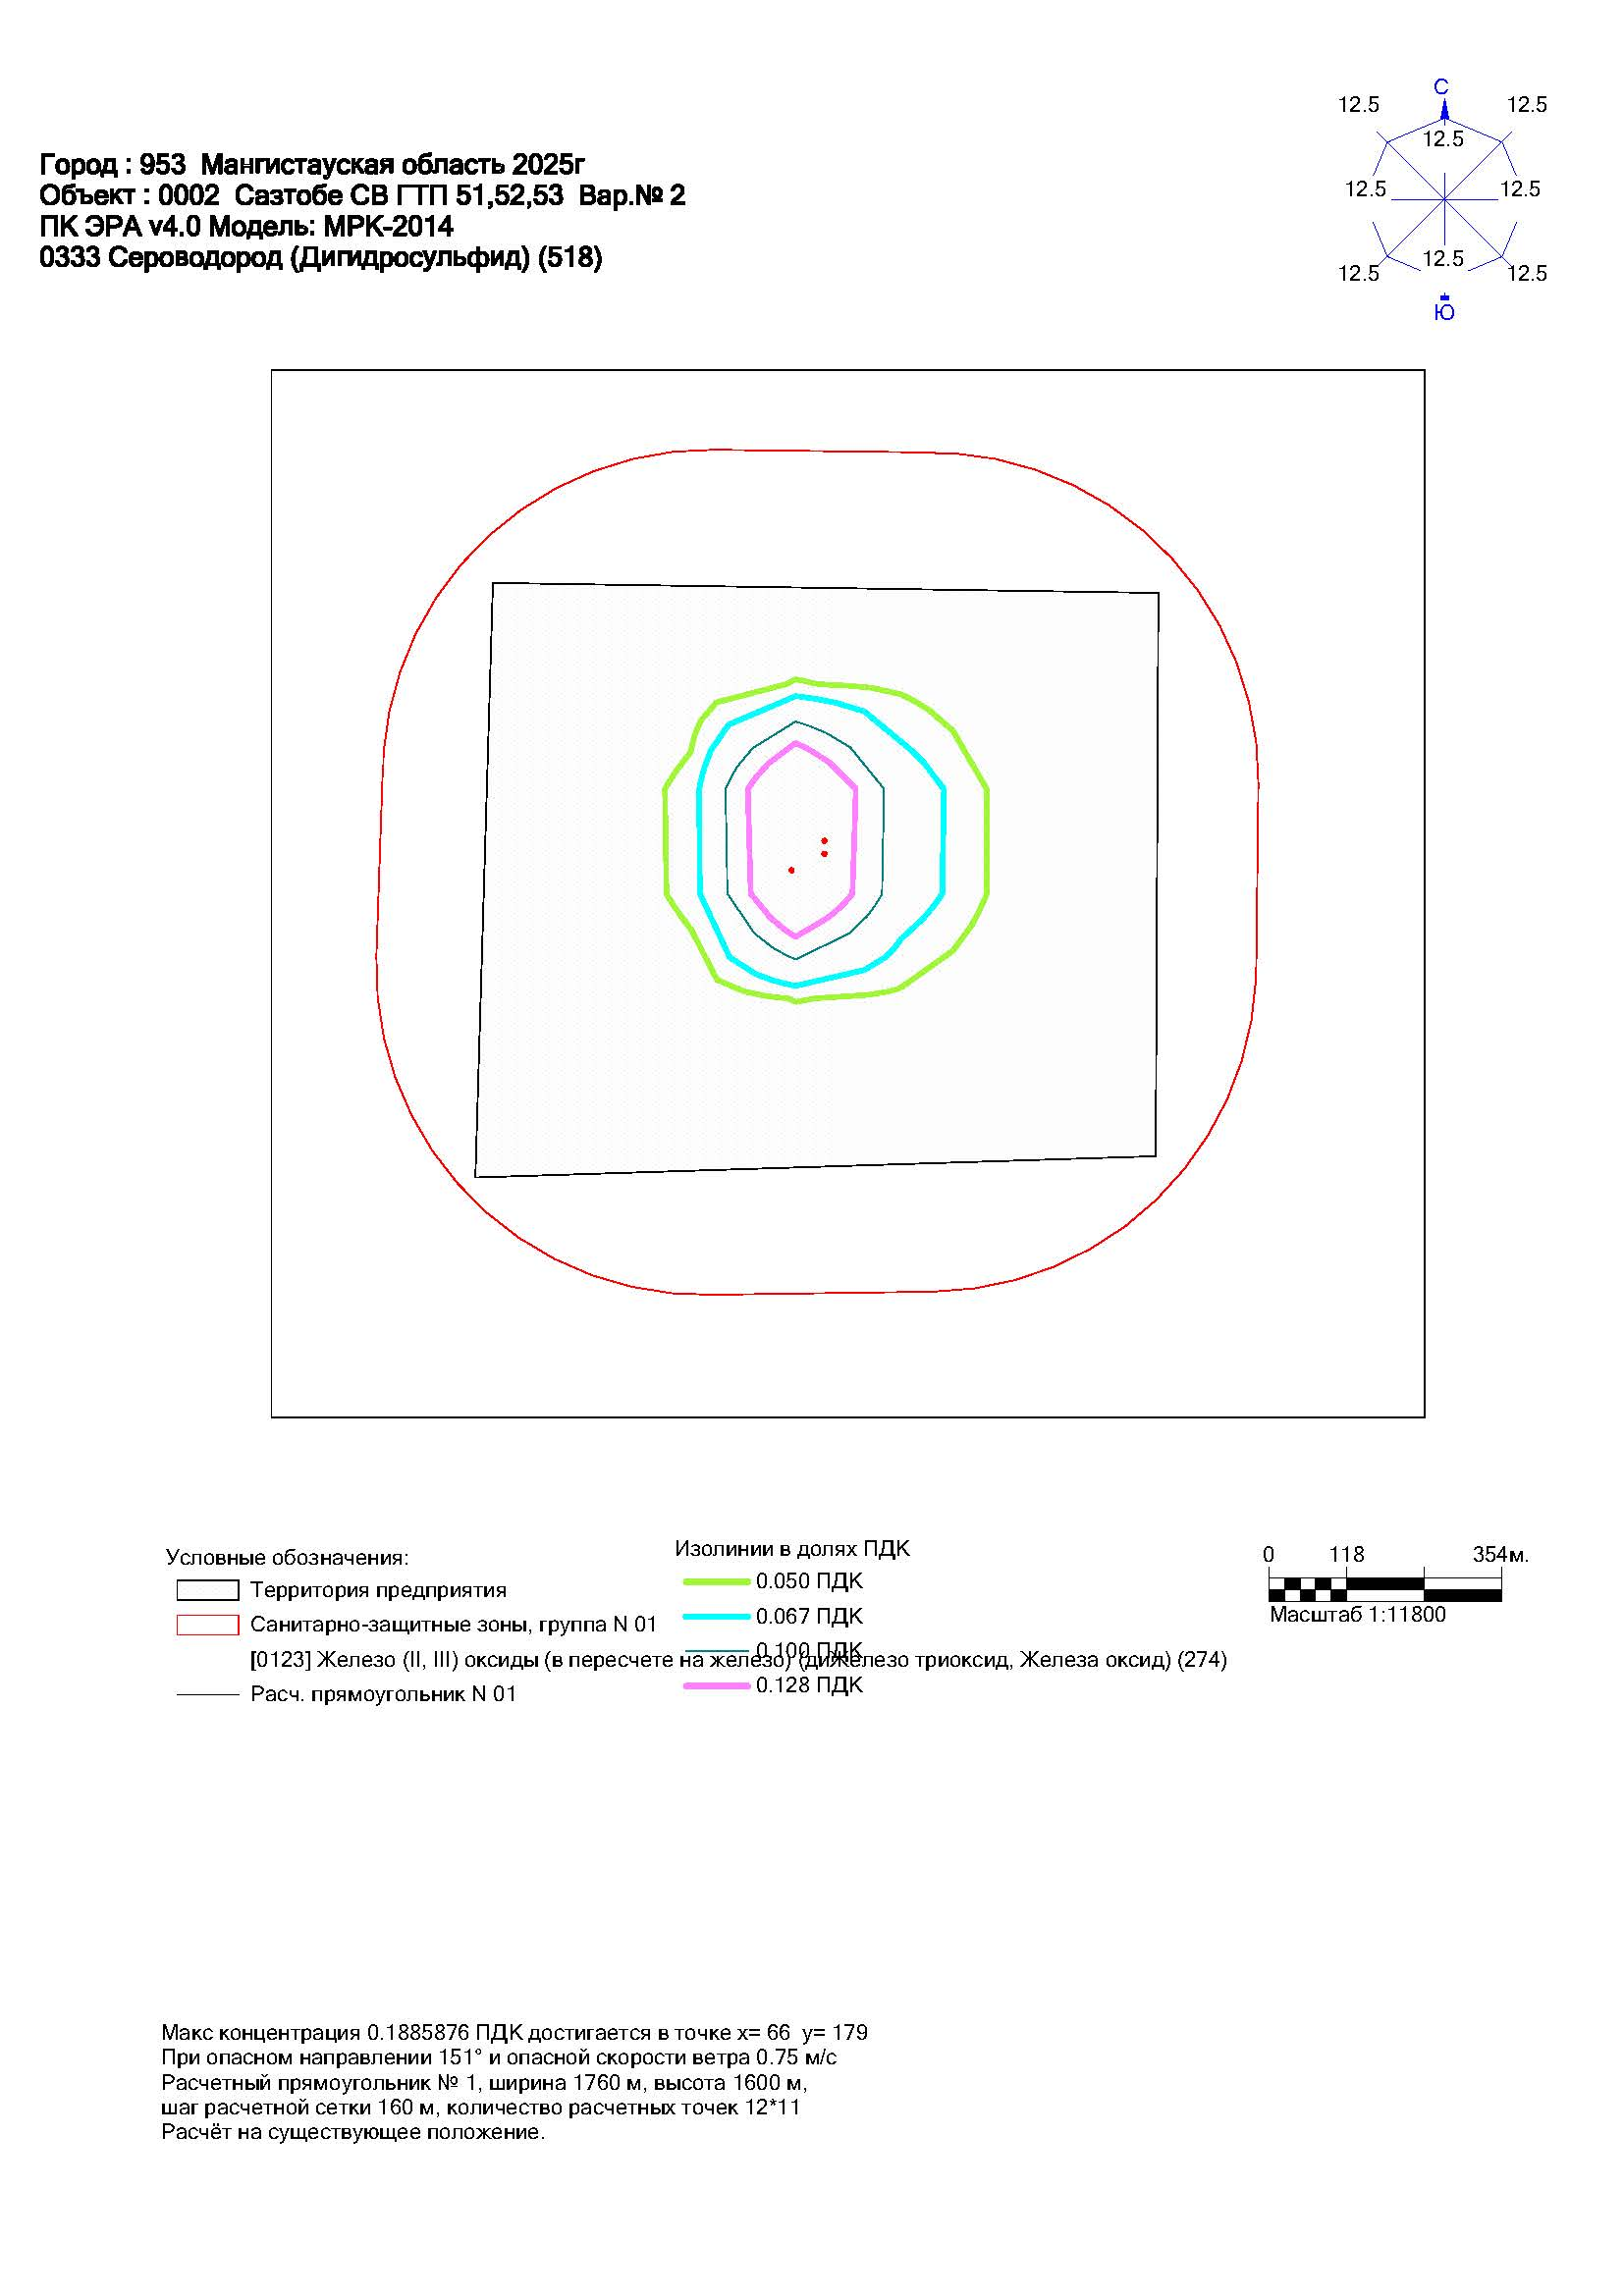 С
12.5 12.5
12.5
12.5 12.5
12.5
12.5 12.5
Ю
Город : 953 Мангистауская область 2025г
Объект : 0002 Сазтобе СВ ГТП 51,52,53 Вар.№ 2
ПК ЭРА v4.0 Модель: МРК-2014
0333 Сероводород (Дигидросульфид) (518)
Условные обозначения:
Территория предприятия
Санитарно-защитные зоны, группа N 01
[0123] Железо (II, III) оксиды (в пересчете на железо) (диЖелезо триоксид, Железа оксид) (274)
Расч. прямоугольник N 01
Изолинии в долях ПДК
0.050 ПДК
0.067 ПДК
0.100 ПДК
0.128 ПДК
0 118 354м.
Масштаб 1:11800
Макс концентрация 0.1885876 ПДК достигается в точке x= 66 y= 179
При опасном направлении 151° и опасной скорости ветра 0.75 м/с
Расчетный прямоугольник № 1, ширина 1760 м, высота 1600 м,
шаг расчетной сетки 160 м, количество расчетных точек 12*11
Расчёт на существующее положение.